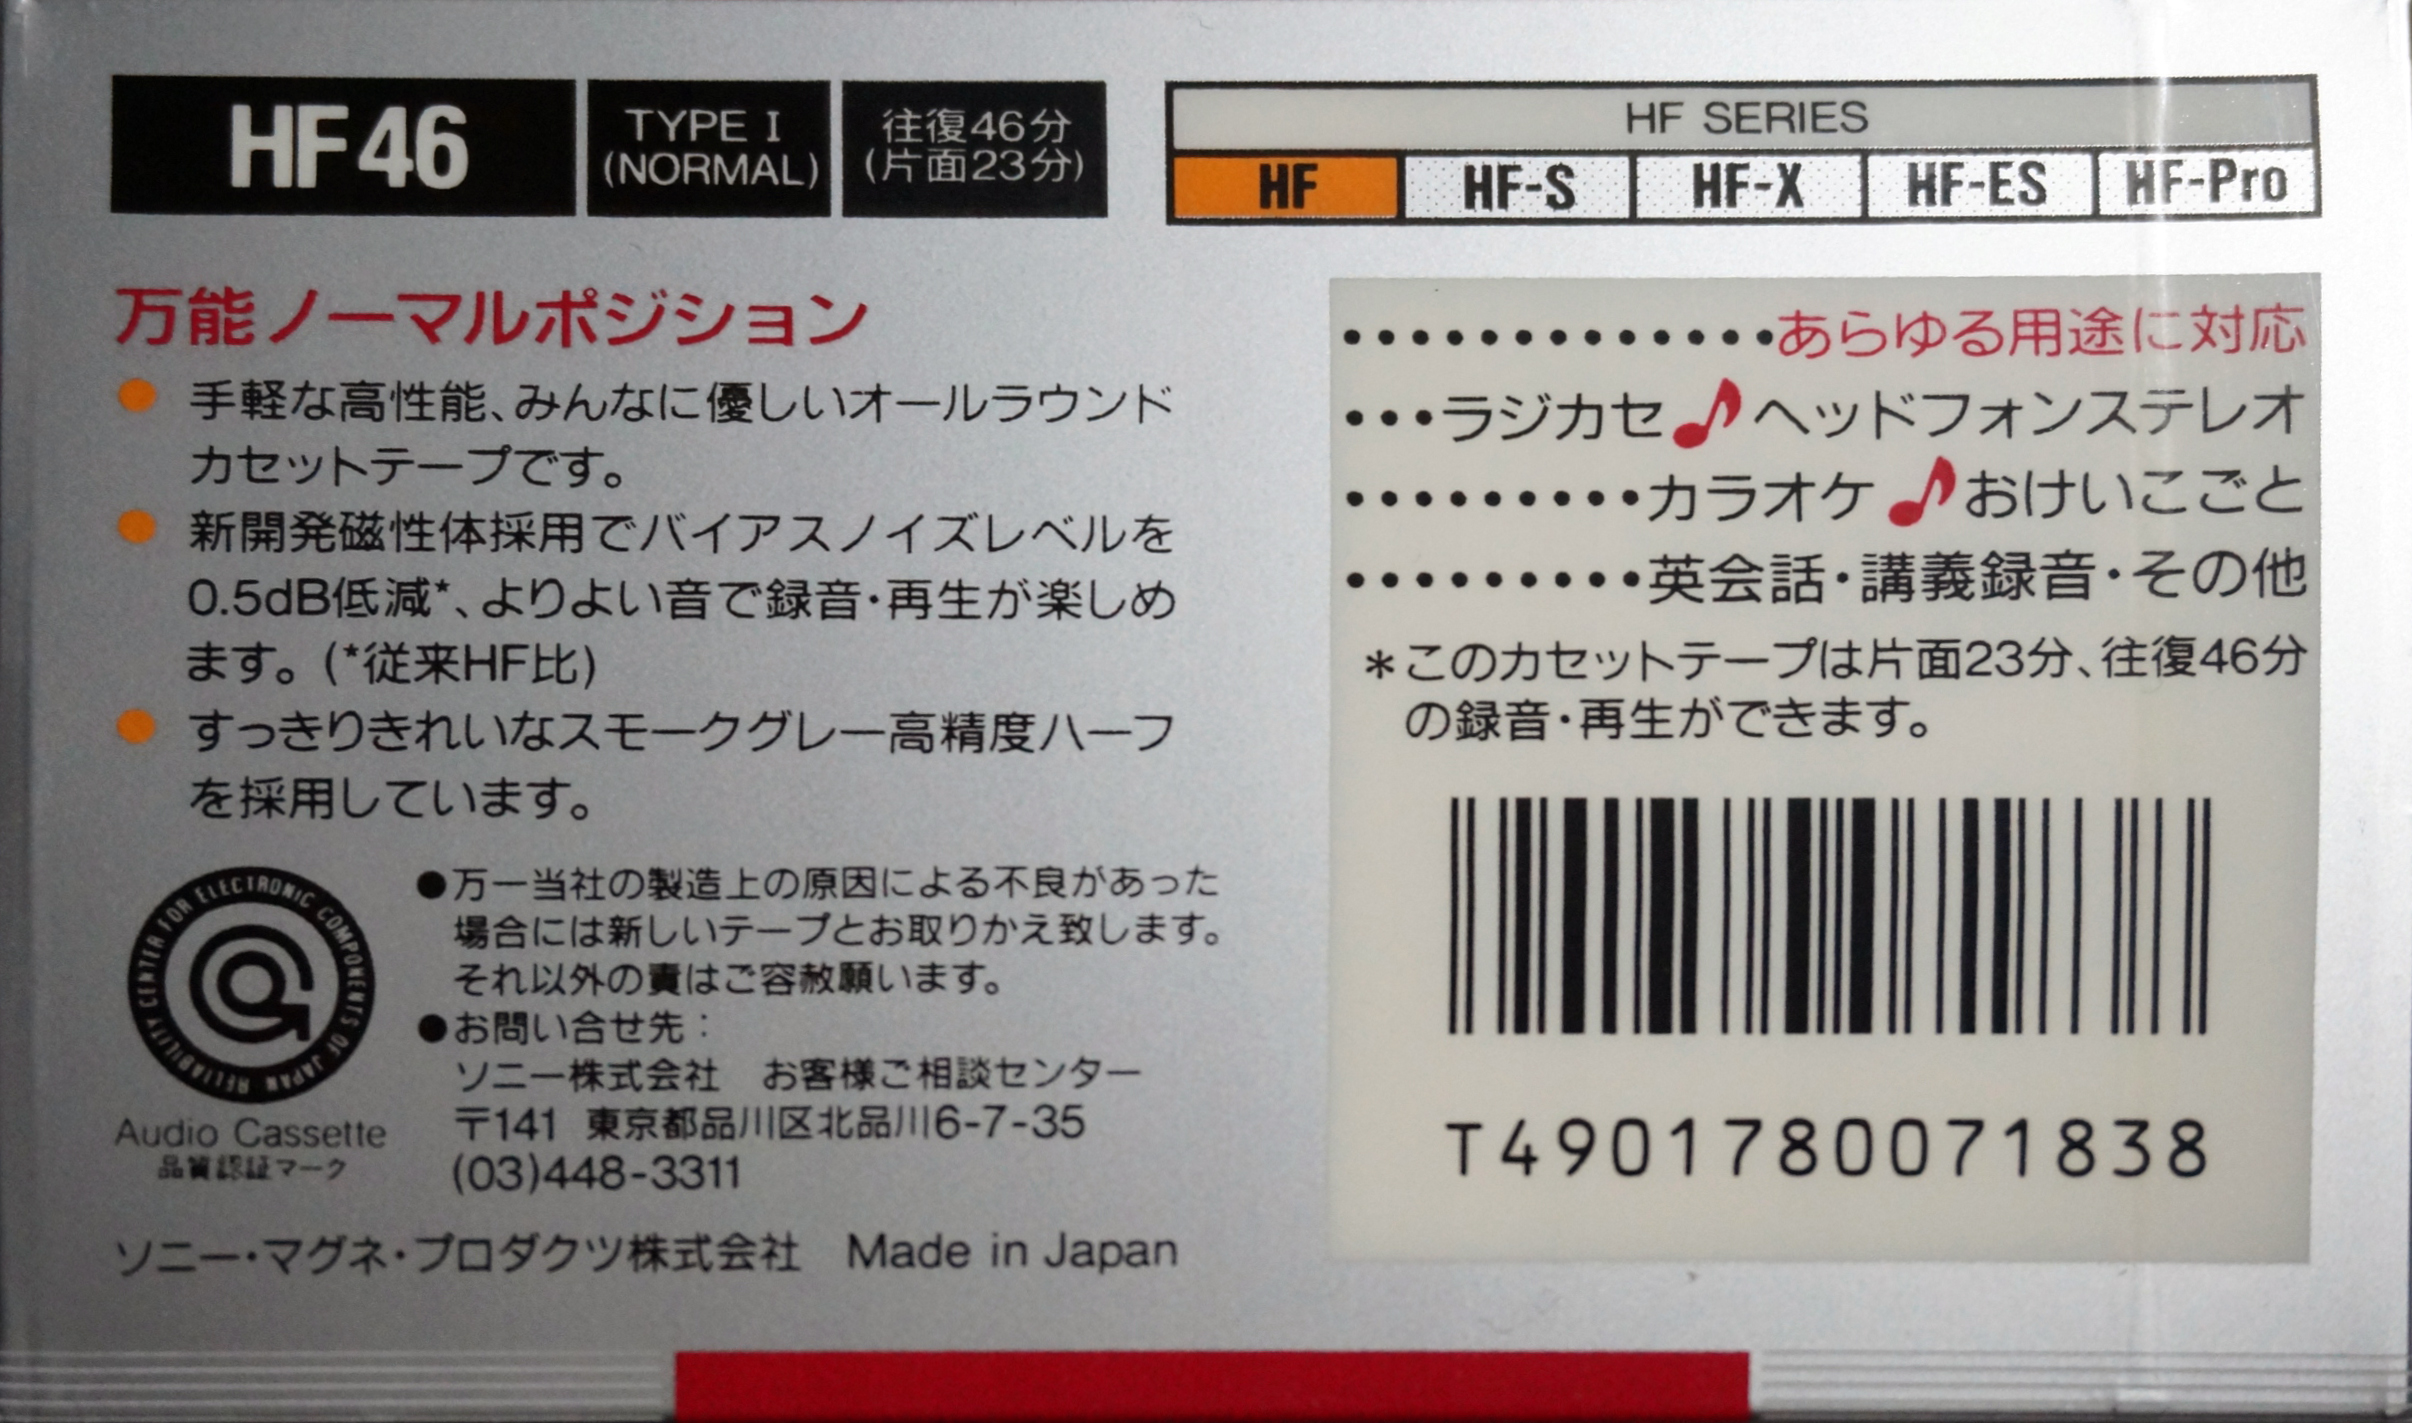 HF46
TYPE I
(NORMAL)
往復46分
(片面23分)
HF SERIES
HF HF-S HF-X HF-ES HF-Pro
万能ノーマルポジション
● 手軽な高性能、みんなに優しいオールラウンド
カセットテープです。
● 新開発磁性体採用でバイアスノイズレベルを
0.5dB低減*、よりよい音で録音・再生が楽しめ
ます。(*従来HF比)
● すっきりきれいなスモークグレー高精度ハーフ
を採用しています。
•••••••••••••あらゆる用途に対応
•••ラジカセ♪ヘッドフォンステレオ
•••••••••カラオケ♪おけいこごと
•••••••••英会話・講義録音・その他
*このカセットテープは片面23分、往復46分
の録音・再生ができます。
T4901780071838
RELIABILITY CENTER FOR ELECTRONIC COMPONENTS OF JAPAN
Audio Cassette
品質認証マーク
●万一当社の製造上の原因による不良があった
場合には新しいテープとお取りかえ致します。
それ以外の責はご容赦願います。
●お問い合せ先：
ソニー株式会社 お客様ご相談センター
〒141 東京都品川区北品川6-7-35
(03)448-3311
ソニー・マグネ・プロダクツ株式会社 Made in Japan